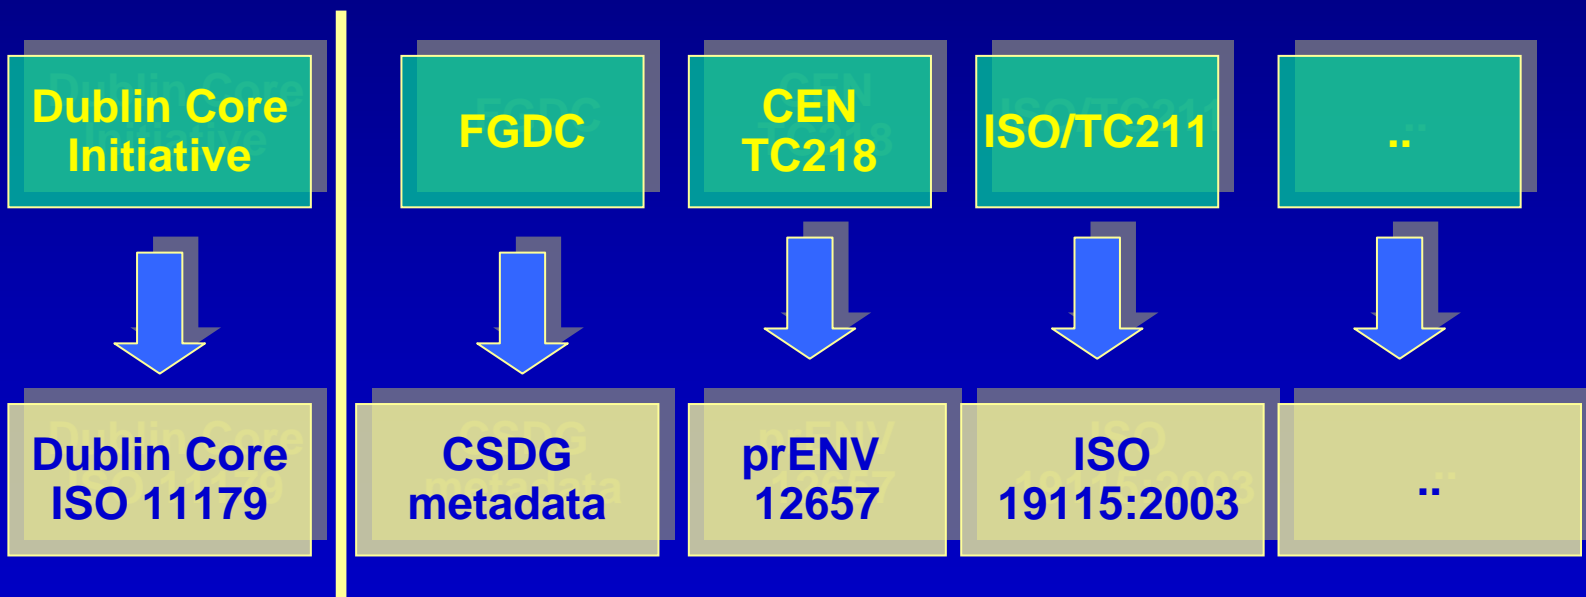 Dublin Core
Initiative
FGDC
CEN
TC218
ISO/TC211
..
Dublin Core
ISO 11179
CSDG
metadata
prENV
12657
ISO
19115:2003
..